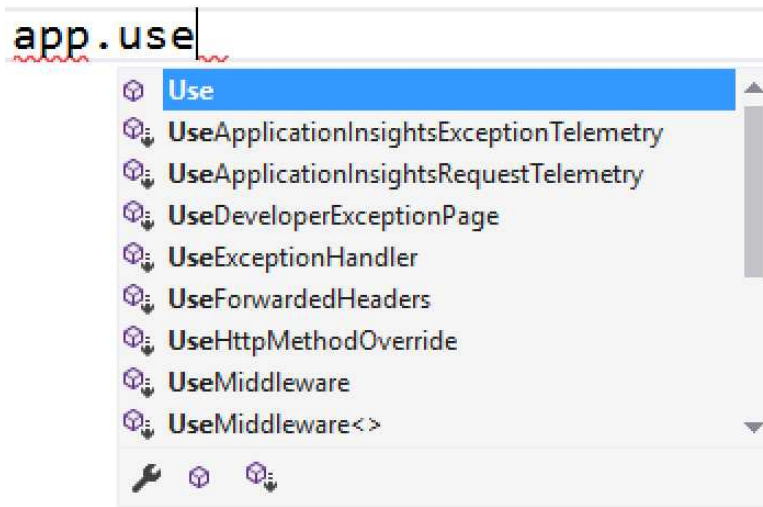 app.use
Use
UseApplicationInsightsExceptionTelemetry
UseApplicationInsightsRequestTelemetry
UseDeveloperExceptionPage
UseExceptionHandler
UseForwardedHeaders
UseHttpMethodOverride
UseMiddleware
UseMiddleware<>